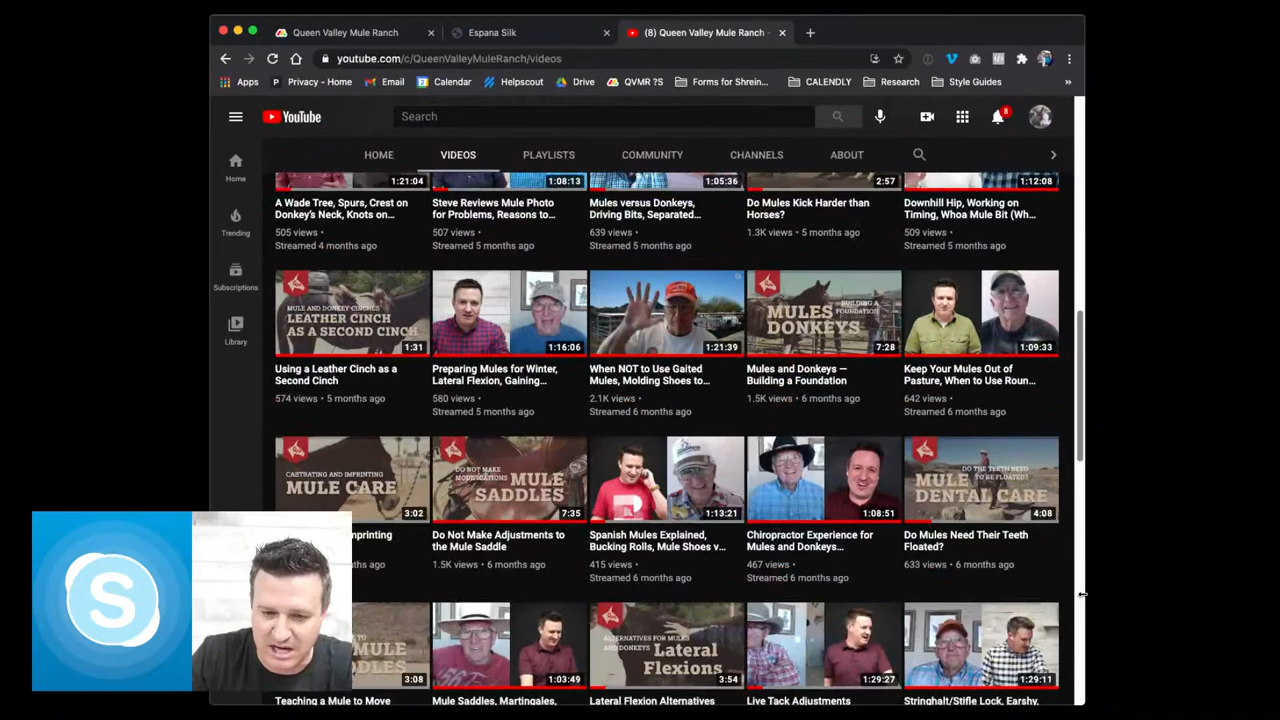 Queen Valley Mule Ranch
Espana Silk
(8) Queen Valley Mule Ranch -
youtube.com/c/QueenValleyMuleRanch/videos
Apps
Privacy - Home
Email
Calendar
Helpscout
Drive
QVMR ?S
Forms for Shrein...
CALENDLY
Research
Style Guides
YouTube
Search
8
HOME
VIDEOS
PLAYLISTS
COMMUNITY
CHANNELS
ABOUT
Home
Trending
Subscriptions
Library
1:21:04
1:08:13
1:05:36
2:57
1:12:08
A Wade Tree, Spurs, Crest on
Donkey's Neck, Knots on...
505 views •
Streamed 4 months ago
Steve Reviews Mule Photo
for Problems, Reasons to...
507 views •
Streamed 5 months ago
Mules versus Donkeys,
Driving Bits, Separated...
639 views •
Streamed 5 months ago
Do Mules Kick Harder than
Horses?
1.3K views • 5 months ago
Downhill Hip, Working on
Timing, Whoa Mule Bit (Wh...
509 views •
Streamed 5 months ago
MULE AND DONKEY CINCHES
LEATHER CINCH
AS A SECOND CINCH
1:31
1:16:06
1:21:39
MULES
BUILDING A
FOUNDATION
DONKEYS
7:28
1:09:33
Using a Leather Cinch as a
Second Cinch
574 views • 5 months ago
Preparing Mules for Winter,
Lateral Flexion, Gaining...
580 views •
Streamed 5 months ago
When NOT to Use Gaited
Mules, Molding Shoes to...
2.1K views •
Streamed 6 months ago
Mules and Donkeys —
Building a Foundation
1.5K views • 6 months ago
Keep Your Mules Out of
Pasture, When to Use Roun...
642 views •
Streamed 6 months ago
CASTRATING AND IMPRINTING
MULE CARE
3:02
DO NOT MAKE
MODIFICATIONS
MULE
SADDLES
7:35
1:13:21
1:08:51
DO THE TEETH NEED
TO BE FLOATED?
MULE
DENTAL CARE
4:08
6 months ago
Do Not Make Adjustments to
the Mule Saddle
1.5K views • 6 months ago
Spanish Mules Explained,
Bucking Rolls, Mule Shoes v...
415 views •
Streamed 6 months ago
Chiropractor Experience for
Mules and Donkeys...
467 views •
Streamed 6 months ago
Do Mules Need Their Teeth
Floated?
633 views • 6 months ago
S
3:08
1:03:49
ALTERNATIVES FOR MULES
AND DONKEYS
Lateral
Flexions
3:54
1:29:27
1:29:11
Teaching a Mule to Move
Mule Saddles, Martingales,
Lateral Flexion Alternatives
Live Tack Adjustments
Stringhalt/Stifle Lock, Earshy,